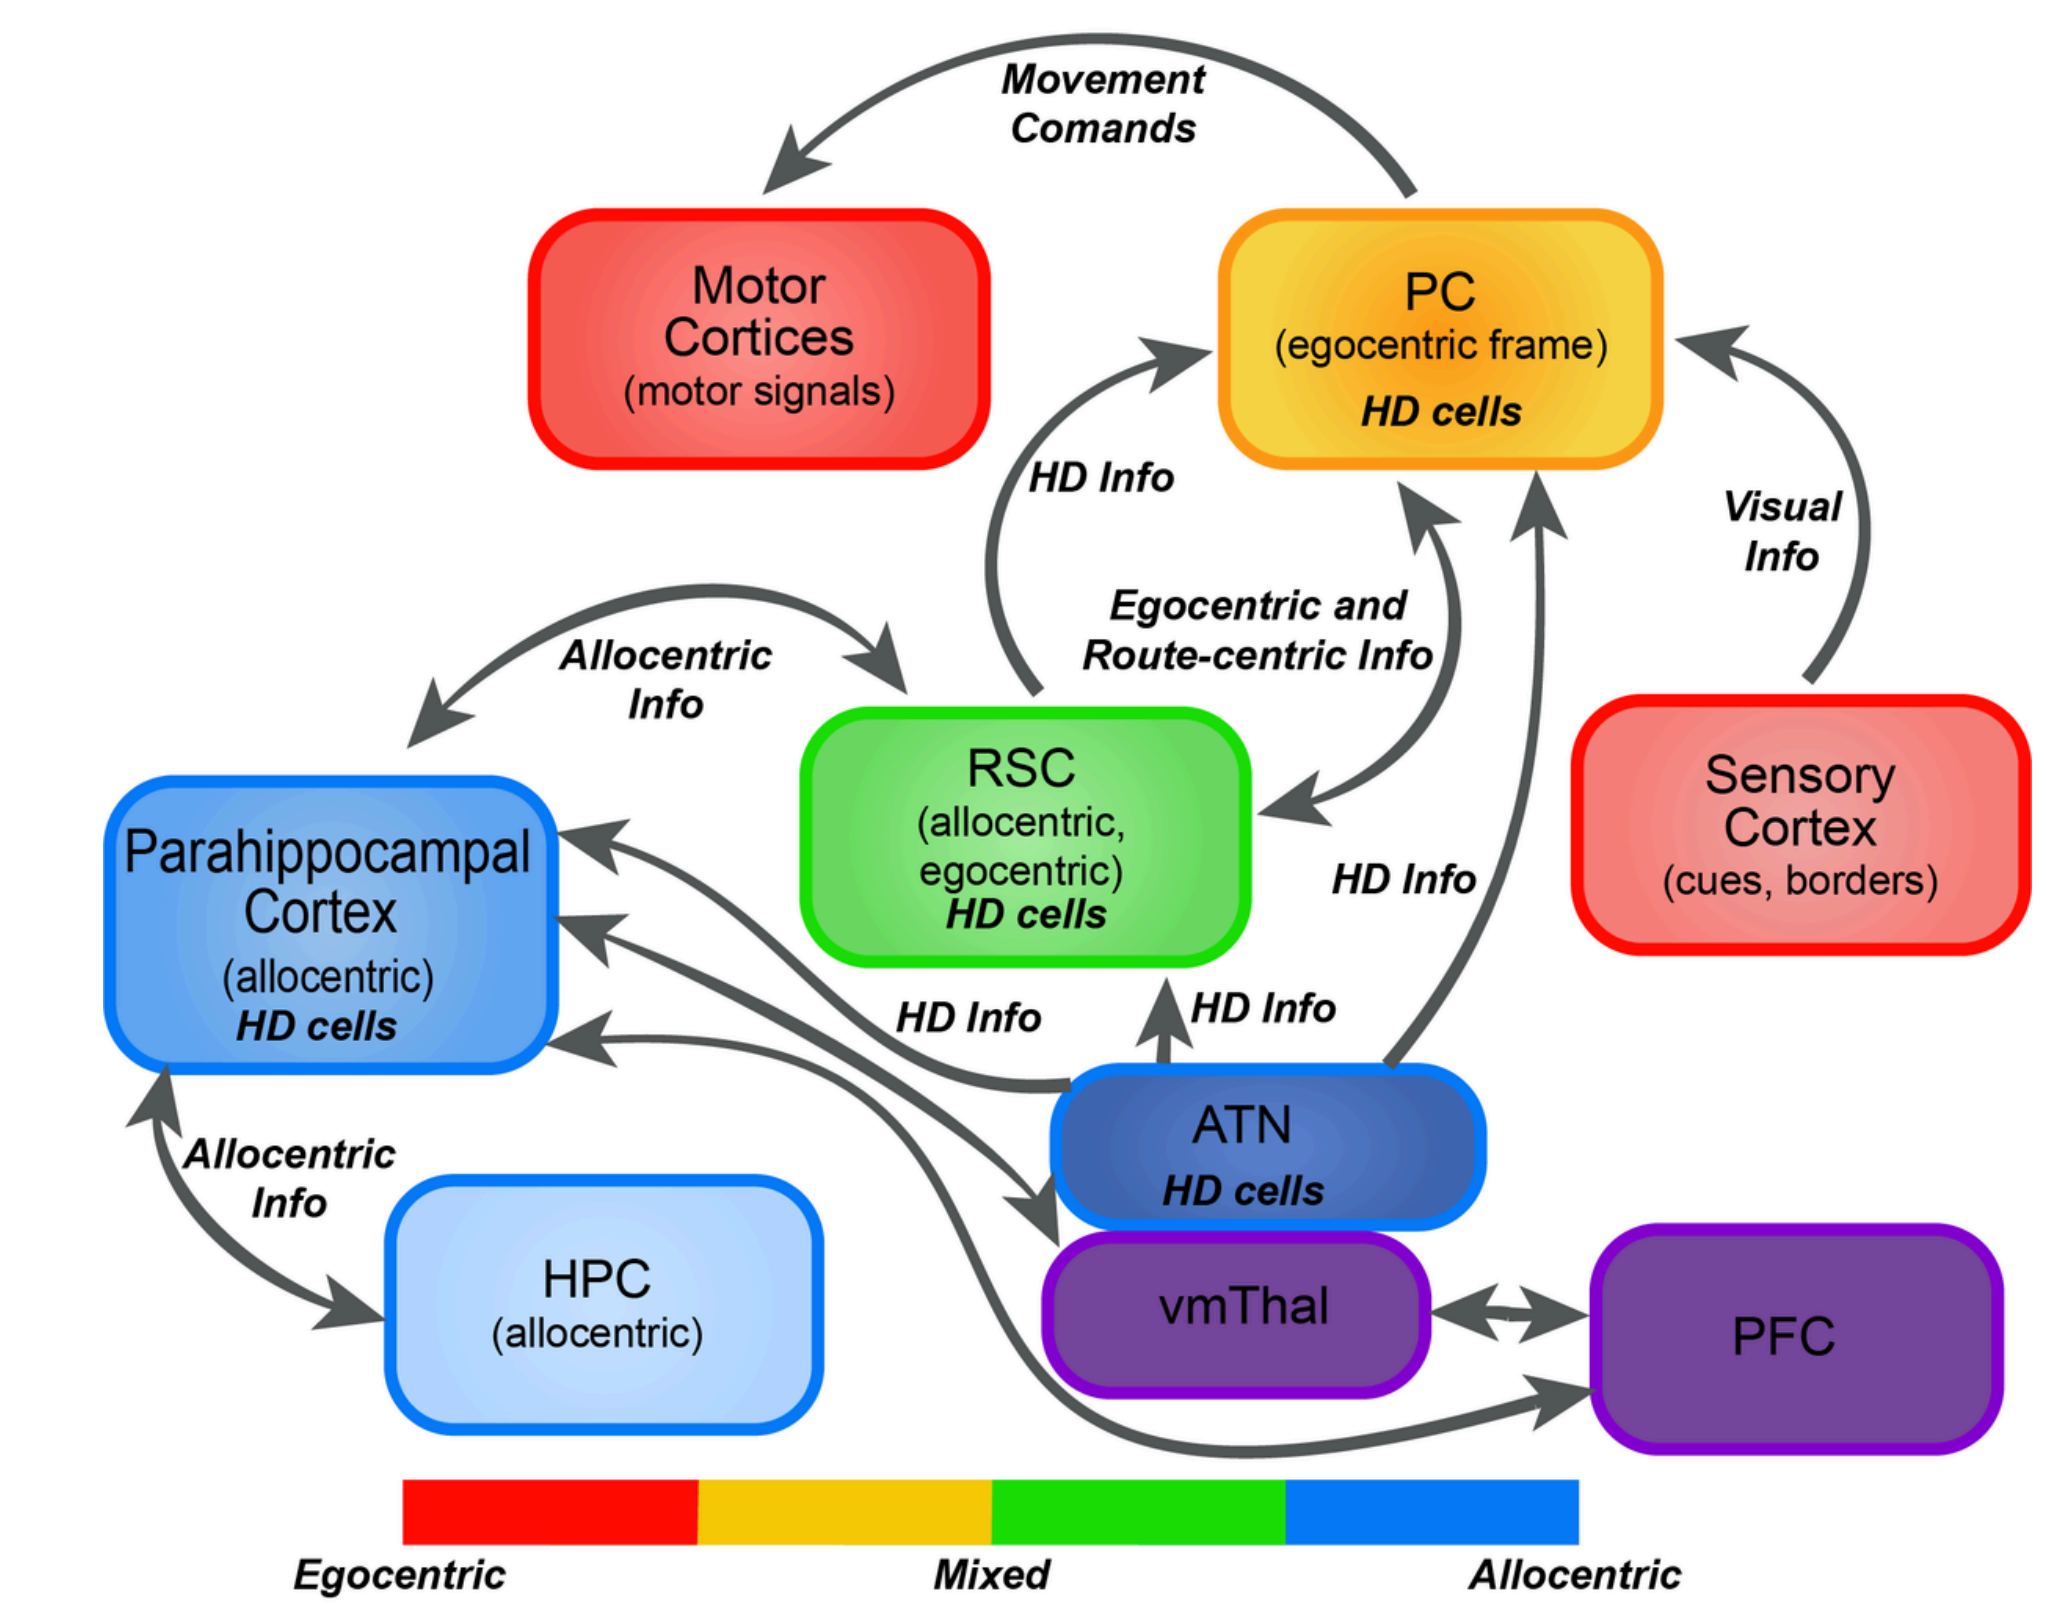 Movement
Comands
Motor
Cortices
(motor signals)
PC
(egocentric frame)
HD cells
HD Info
Visual
Info
Egocentric and
Route-centric Info
Allocentric
Info
RSC
(allocentric,
egocentric)
HD cells
Sensory
Cortex
(cues, borders)
Parahippocampal
Cortex
(allocentric)
HD cells
HD Info
HD Info
HD Info
ATN
HD cells
Allocentric
Info
HPC
(allocentric)
vmThal
PFC
Egocentric
Mixed
Allocentric